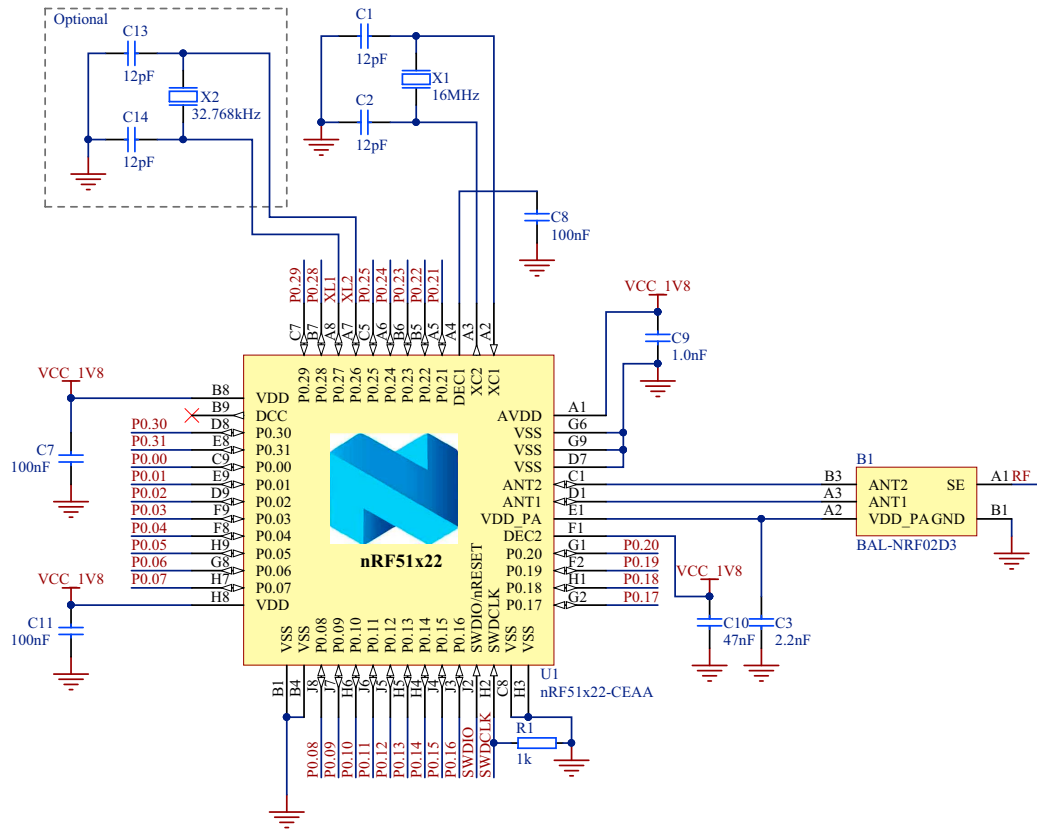 Optional
C13
12pF
X2
32.768kHz
C14
12pF
C1
12pF
X1
16MHz
C2
12pF
C8
100nF
P0.29
P0.28
XL1
XL2
P0.25
P0.24
P0.23
P0.22
P0.21
C7
B7
A8
A7
C5
A6
B6
B5
A5
A4
A3
A2
P0.29
P0.28
P0.27
P0.26
P0.25
P0.24
P0.23
P0.22
P0.21
DEC1
XC2
XC1
VCC_1V8
C9
1.0nF
VCC_1V8
C7
100nF
B8 VDD
B9 DCC
P0.30 D8 P0.30
P0.31 E8 P0.31
P0.00 C9 P0.00
P0.01 E9 P0.01
P0.02 D9 P0.02
P0.03 F9 P0.03
P0.04 F8 P0.04
P0.05 H9 P0.05
P0.06 G8 P0.06
P0.07 H7 P0.07
VCC_1V8
H8 VDD
C11
100nF
nRF51x22
AVDD A1
VSS G6
VSS G9
VSS D7
ANT2 C1
ANT1 D1
VDD_PA E1
DEC2 F1
P0.20 G1 P0.20
P0.19 F2 P0.19
P0.18 H1 P0.18
P0.17 G2 P0.17
B1
B3 ANT2 SE A1 RF
A3 ANT1
A2 VDD_PA GND B1
BAL-NRF02D3
VCC_1V8
C10
47nF
C3
2.2nF
VSS
VSS
P0.08
P0.09
P0.10
P0.11
P0.12
P0.13
P0.14
P0.15
P0.16
SWDIO/nRESET
SWDCLK
VSS
VSS
U1
nRF51x22-CEAA
B1
B4
J8
J7
H6
J6
J5
H5
H4
J4
J3
J2
H2
C8
H3
P0.08
P0.09
P0.10
P0.11
P0.12
P0.13
P0.14
P0.15
P0.16
SWDIO
SWDCLK
R1
1k